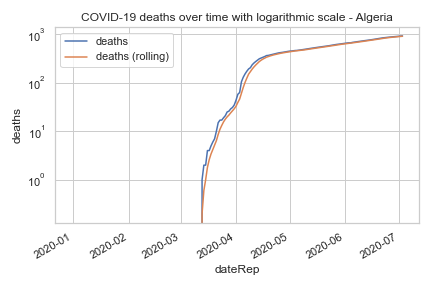 COVID-19 deaths over time with logarithmic scale - Algeria
deaths
deaths (rolling)
10³
10²
10¹
10⁰
deaths
2020-01
2020-02
2020-03
2020-04
2020-05
2020-06
2020-07
dateRep